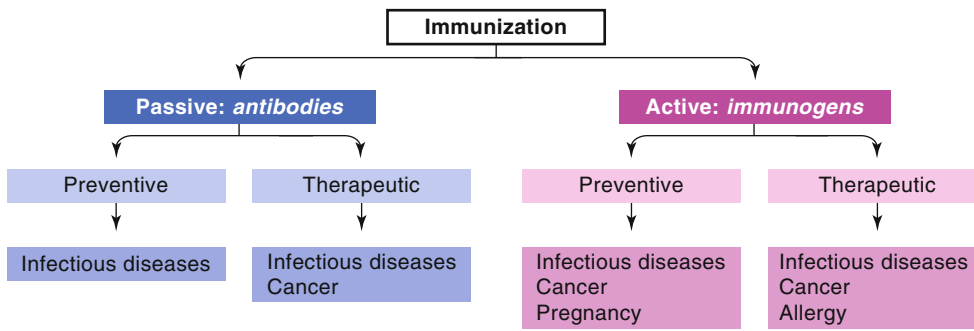 Immunization
Passive: antibodies
Active: immunogens
Preventive
Therapeutic
Preventive
Therapeutic
Infectious diseases
Infectious diseases
Cancer
Infectious diseases
Cancer
Pregnancy
Infectious diseases
Cancer
Allergy